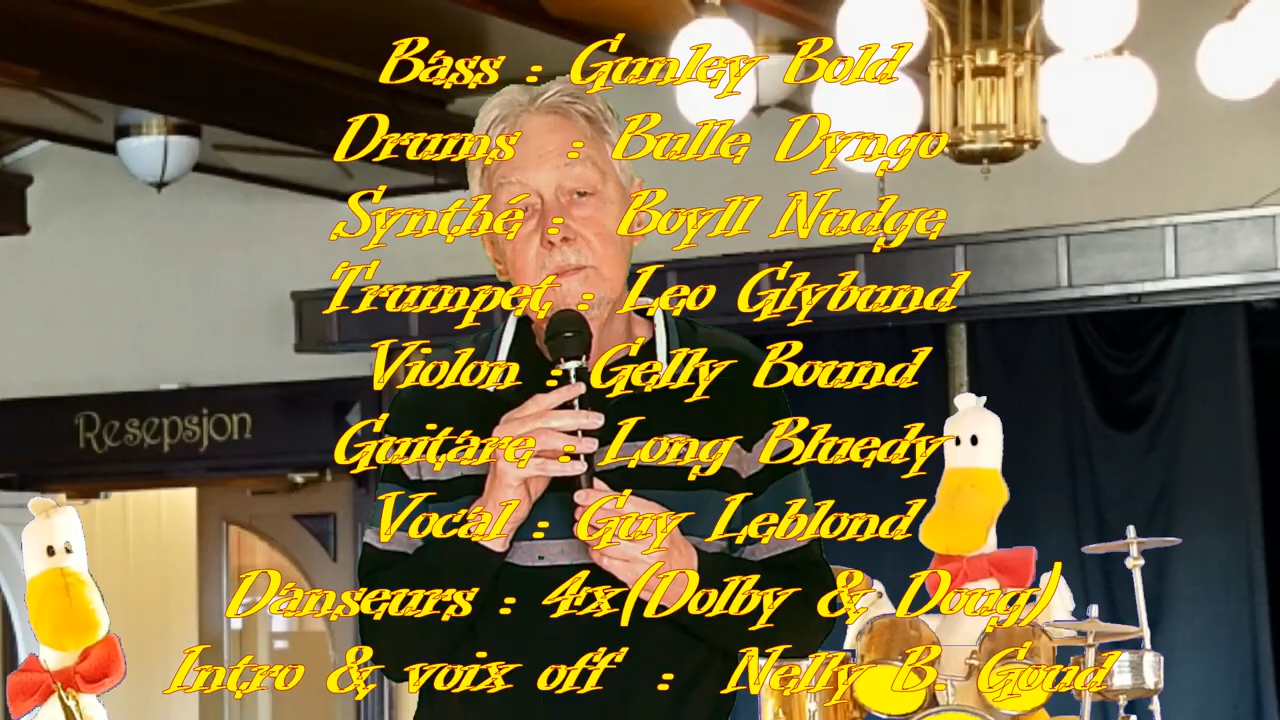 Bass : Gunley Bold
Drums : Bulle Dyngo
Synthé : Boyll Nudge
Trumpet : Leo Glybund
Violon : Gelly Bound
Guitare : Long Bluedy
Resepsjon
Vocal : Guy Leblond
Danseurs : 4x(Dolby & Doug)
Intro & voix off : Nelly B. Goud